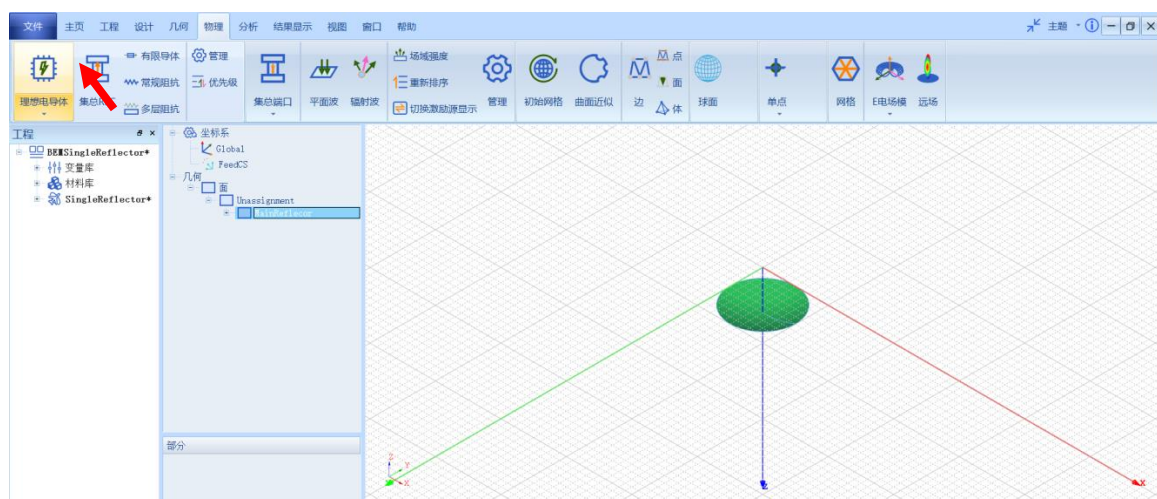 文件 主页 工程 设计 几何 物理 分析 结果显示 视图 窗口 帮助 主题
有限导体 管理 场域强度 点
常规阻抗 优先级 重新排序 面
理想电导体 多层阻抗 集总端口 平面波 辐射波 切换激励源显示 管理 初始网格 曲面近似 边 体 球面 单点 网格 E电场模 远场
工程
BEMSingleReflector*
变量库
材料库
SingleReflector*
坐标系
Global
FeedCS
几何
面
Unassignment
MainReflecor
部分
Z
Y
X
Z
X